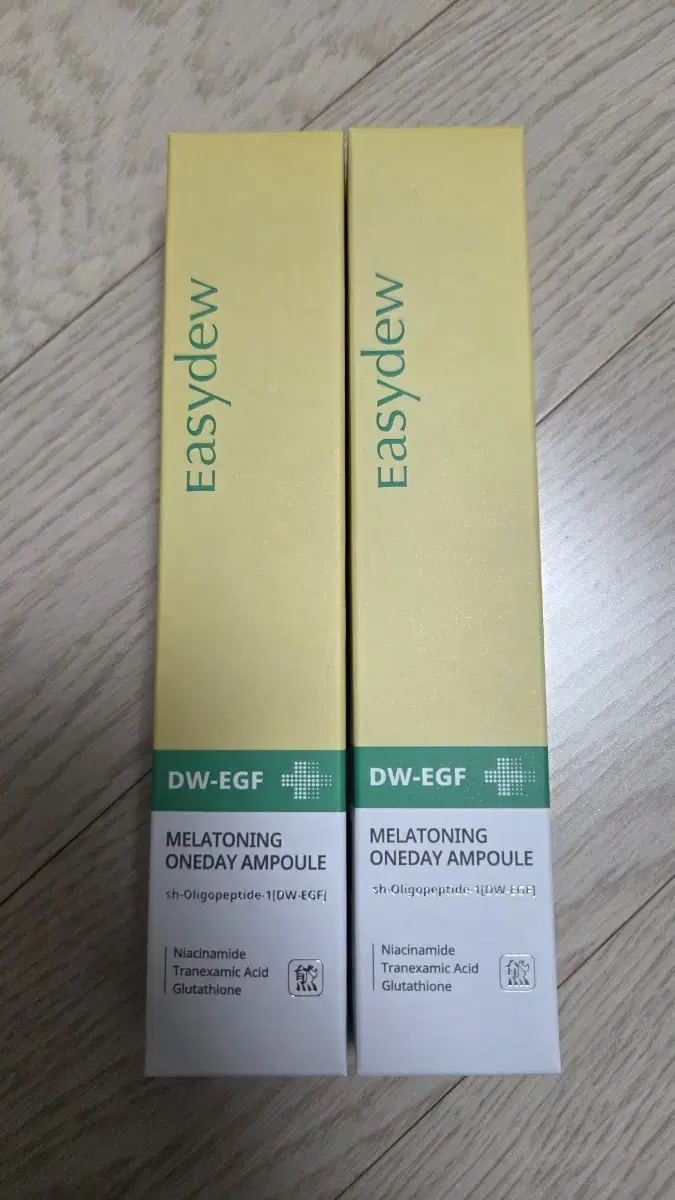 Easydew
DW-EGF
MELATONING
ONEDAY AMPOULE
sh-Oligopeptide-1[DW-EGF]
Niacinamide
Tranexamic Acid
Glutathione
Easydew
DW-EGF
MELATONING
ONEDAY AMPOULE
sh-Oligopeptide-1[DW-EGF]
Niacinamide
Tranexamic Acid
Glutathione